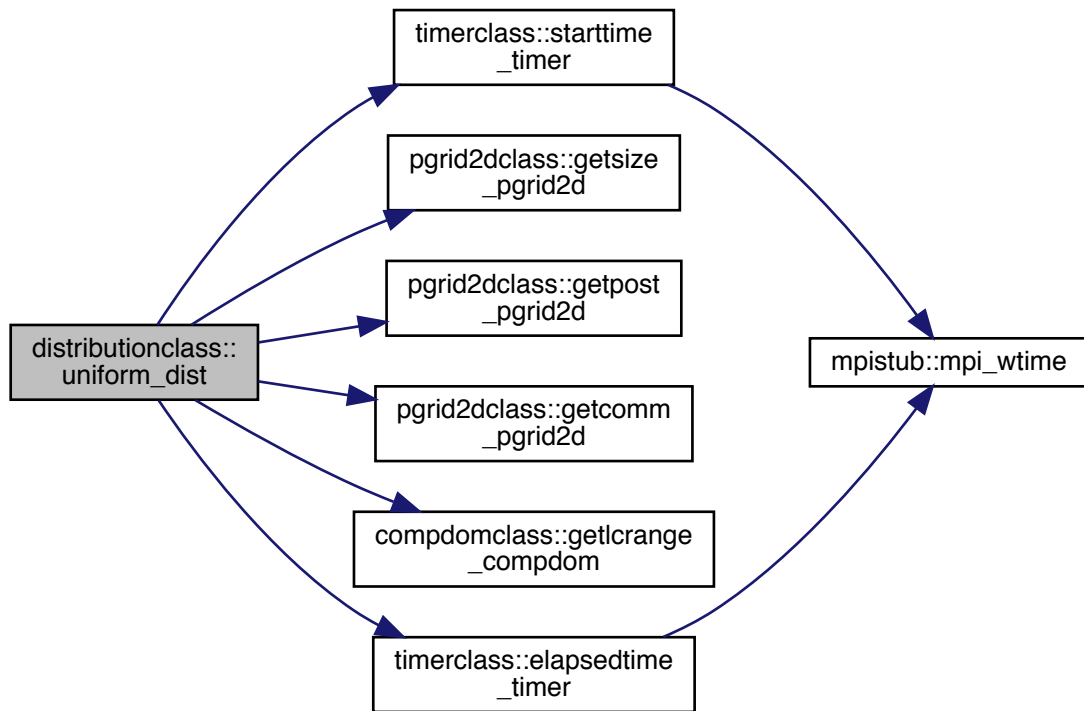 timerclass::starttime
_timer
pgrid2dclass::getsize
_pgrid2d
pgrid2dclass::getpost
_pgrid2d
distributionclass::
uniform_dist
mpistub::mpi_wtime
pgrid2dclass::getcomm
_pgrid2d
compdomclass::getlcrange
_compdom
timerclass::elapsedtime
_timer